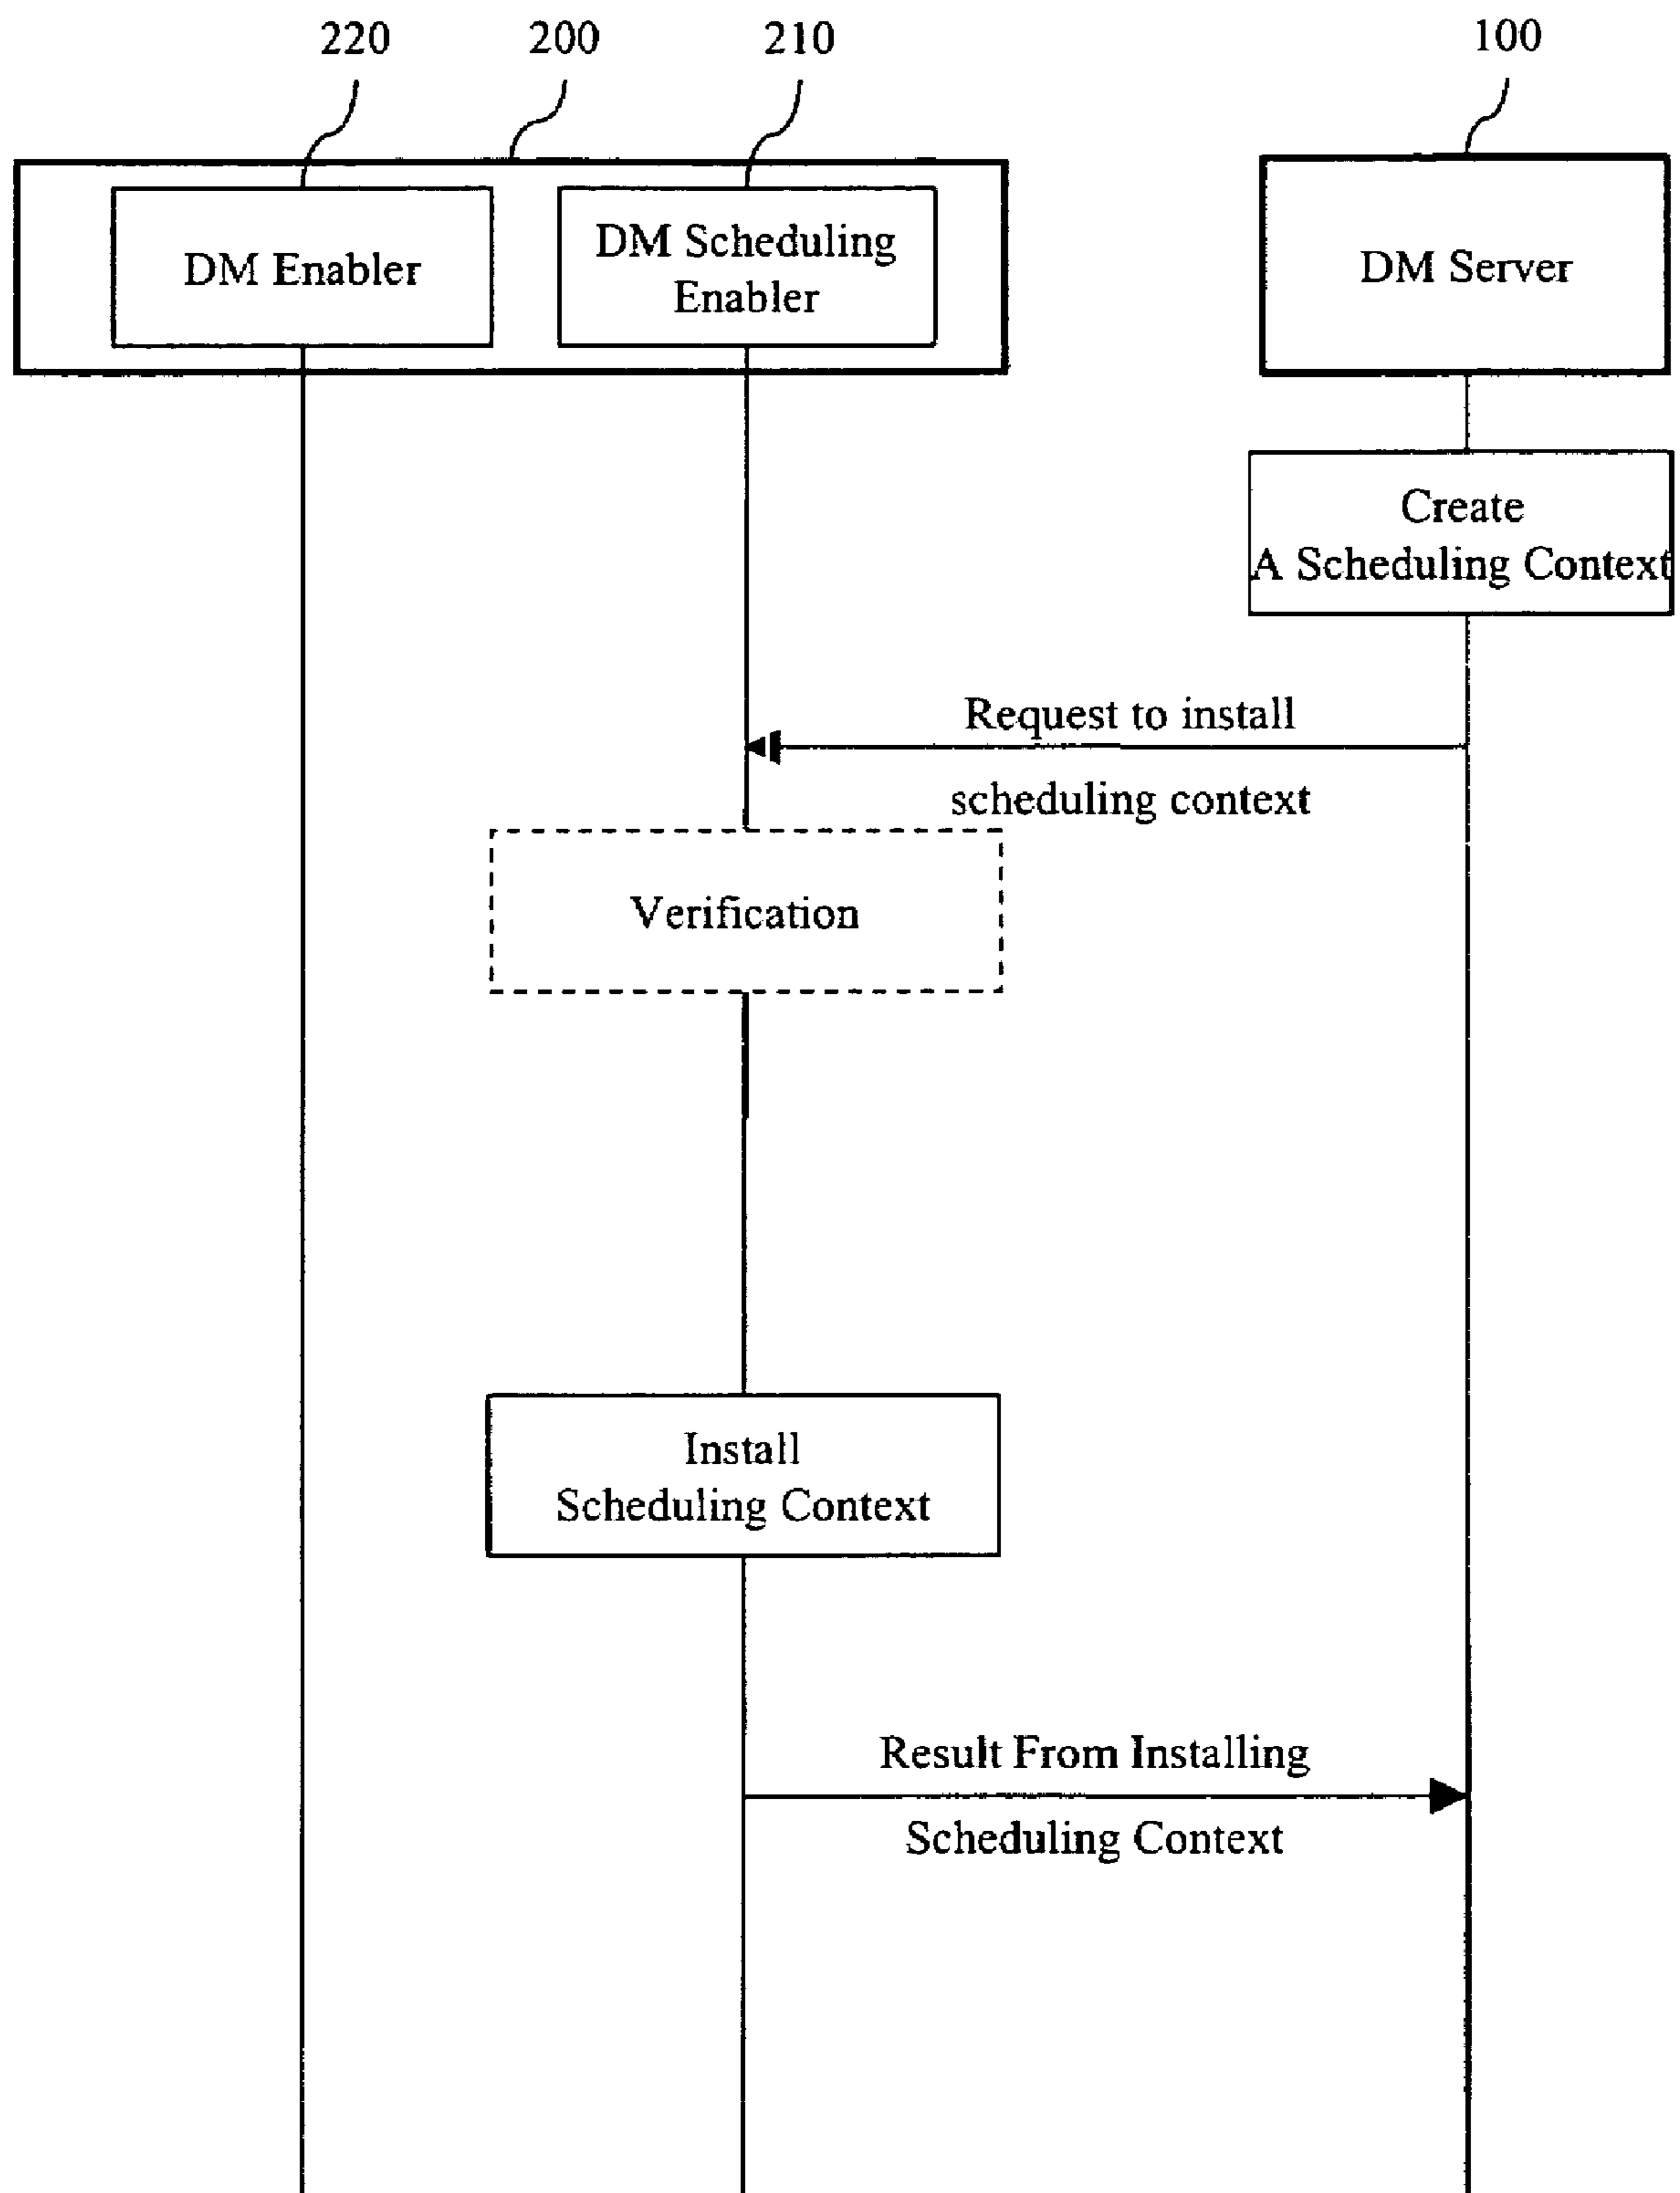 220 200 210 100
DM Enabler
DM Scheduling
Enabler
DM Server
Create
A Scheduling Context
Request to install
scheduling context
Verification
Install
Scheduling Context
Result From Installing
Scheduling Context